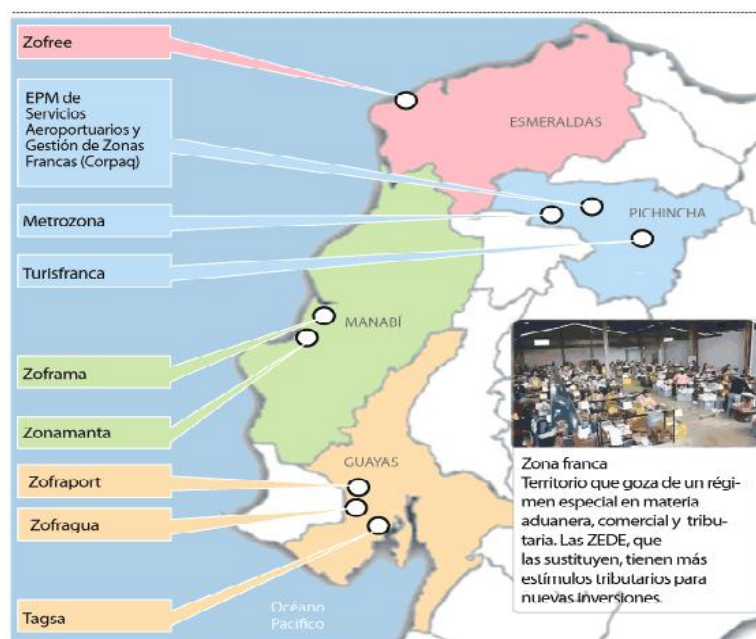 Zofree
EPM de
Servicios
Aeroportuarios y
Gestión de Zonas
Francas (Corpaq)
Metrozona
Turisfranca
Zoframa
Zonamanta
Zofraport
Zofragua
Tagsa
ESMERALDAS
PICHINCHA
MANABÍ
GUAYAS
Océano
Pacífico
Zona franca
Territorio que goza de un régi-
men especial en materia
aduanera, comercial y tribu-
taria. Las ZEDE, que
las sustituyen, tienen más
estímulos tributarios para
nuevas inversiones.